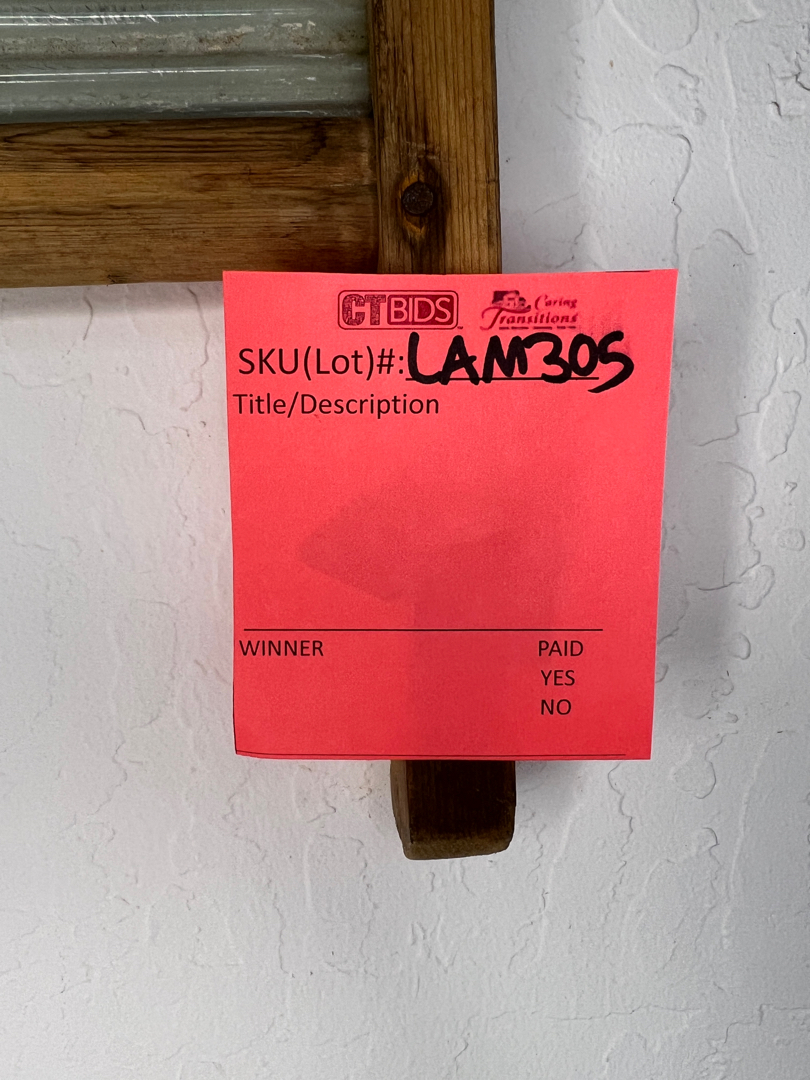 CTBIDS Caring Transitions
SKU(Lot)#: LAM305
Title/Description
WINNER PAID
YES
NO